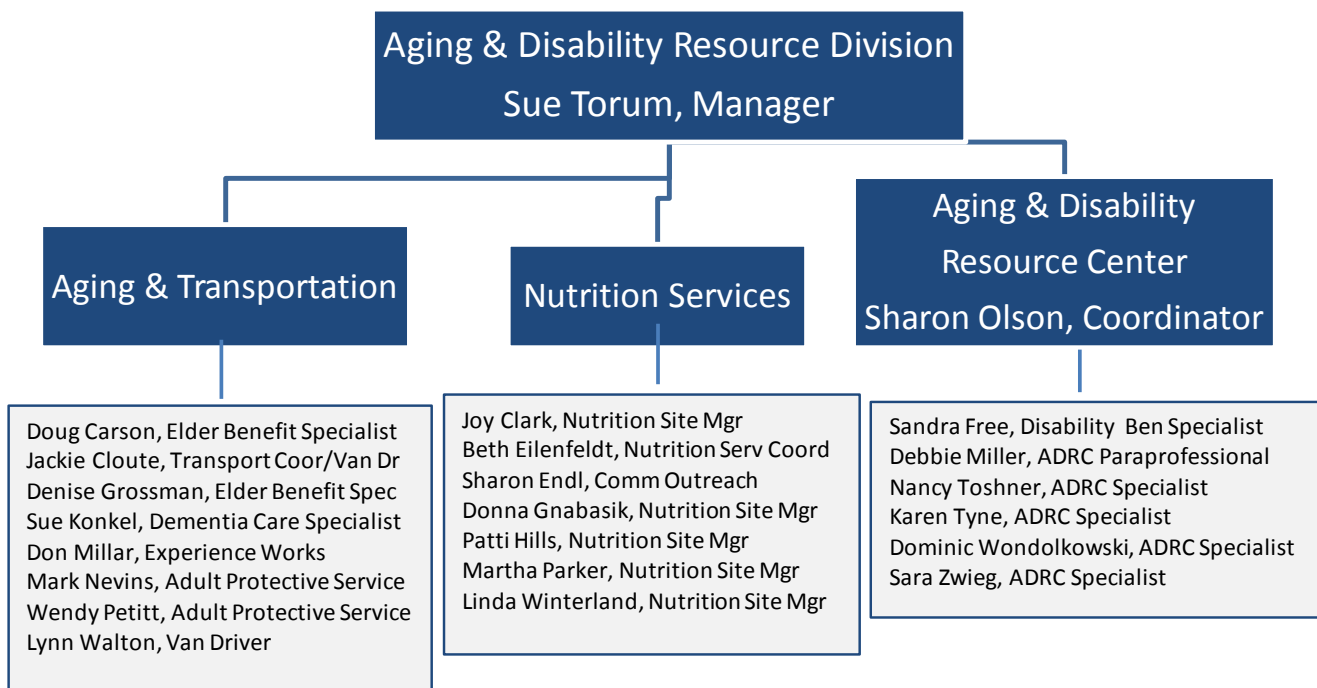 Aging & Disability Resource Division
Sue Torum, Manager
Aging & Transportation
Nutrition Services
Aging & Disability
Resource Center
Sharon Olson, Coordinator
Doug Carson, Elder Benefit Specialist
Jackie Cloute, Transport Coor/Van Dr
Denise Grossman, Elder Benefit Spec
Sue Konkel, Dementia Care Specialist
Don Millar, Experience Works
Mark Nevins, Adult Protective Service
Wendy Petitt, Adult Protective Service
Lynn Walton, Van Driver
Joy Clark, Nutrition Site Mgr
Beth Eilenfeldt, Nutrition Serv Coord
Sharon Endl, Comm Outreach
Donna Gnabasik, Nutrition Site Mgr
Patti Hills, Nutrition Site Mgr
Martha Parker, Nutrition Site Mgr
Linda Winterland, Nutrition Site Mgr
Sandra Free, Disability Ben Specialist
Debbie Miller, ADRC Paraprofessional
Nancy Toshner, ADRC Specialist
Karen Tyne, ADRC Specialist
Dominic Wondolkowski, ADRC Specialist
Sara Zwieg, ADRC Specialist